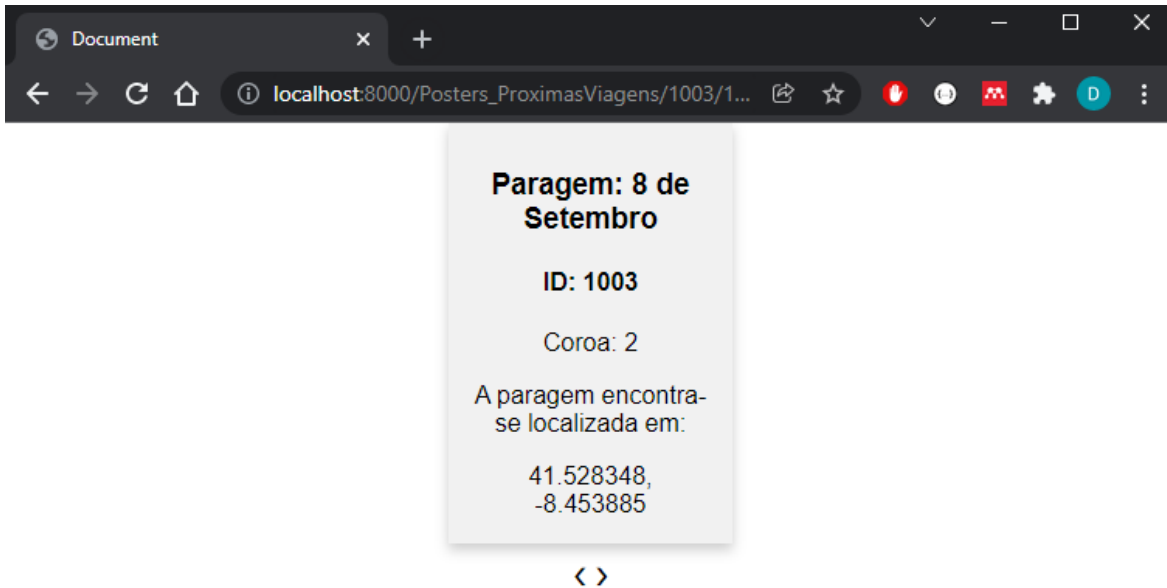 Document
localhost:8000/Posters_ProximasViagens/1003/1...
D
Paragem: 8 de
Setembro
ID: 1003
Coroa: 2
A paragem encontra-
se localizada em:
41.528348,
-8.453885
‹ ›